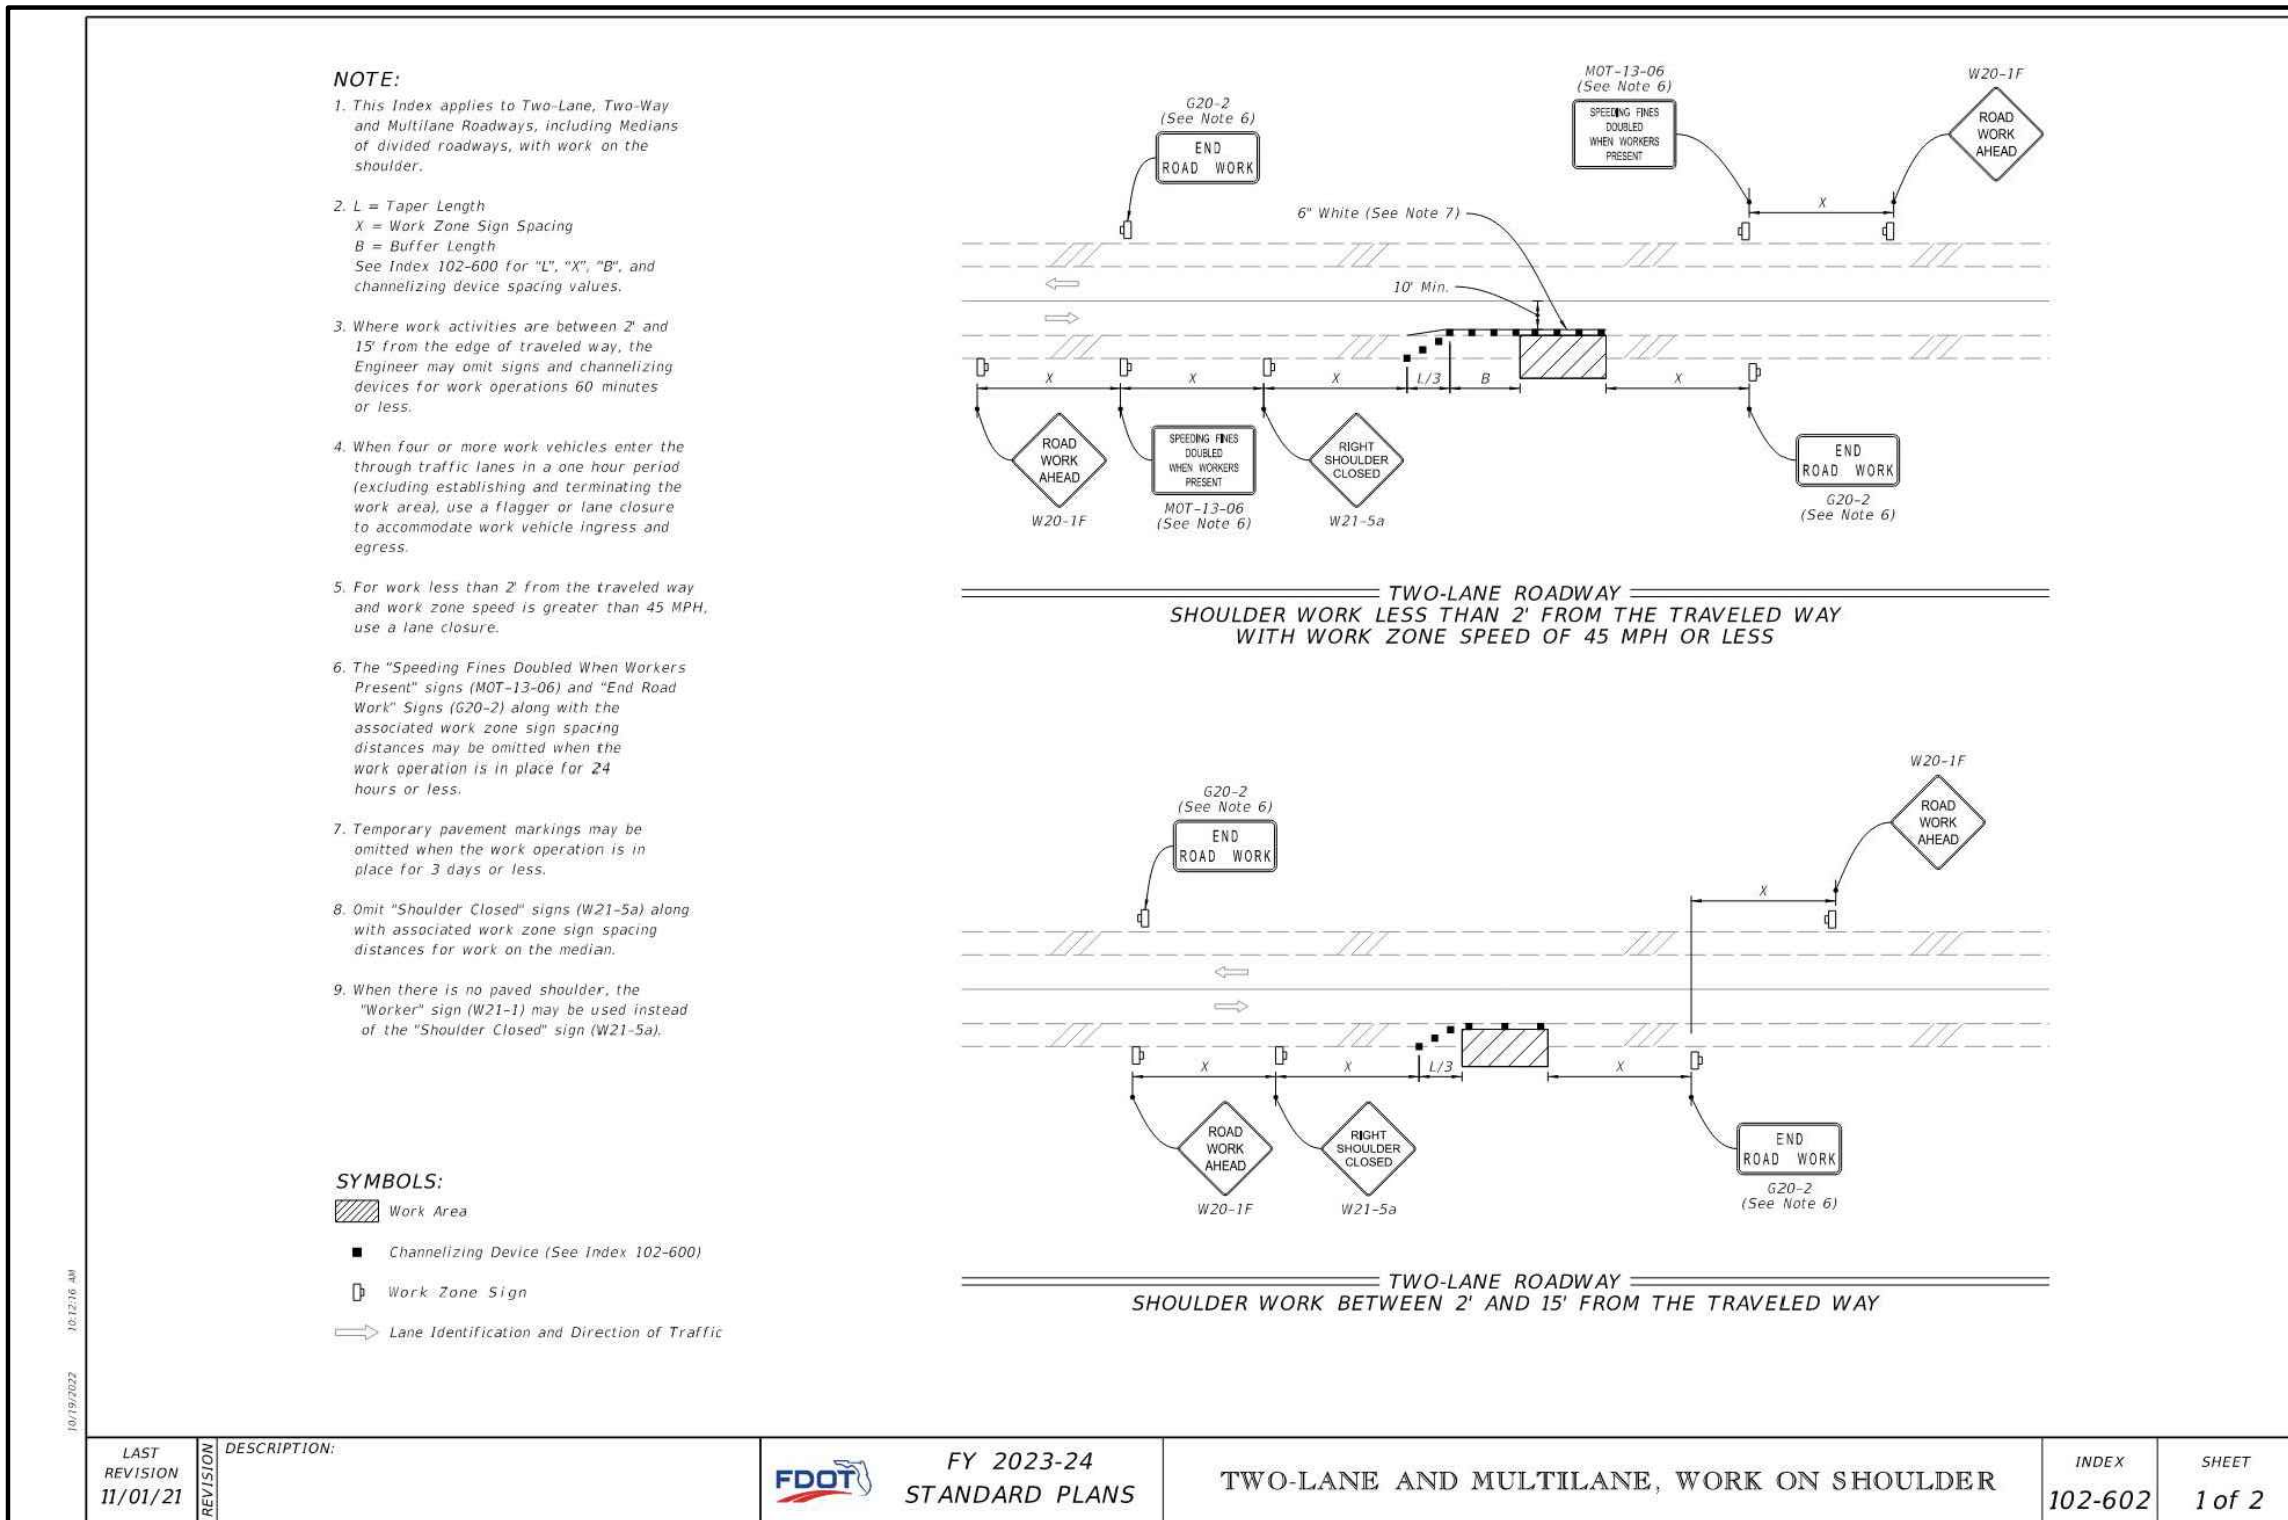 NOTE:
1. This Index applies to Two-Lane, Two-Way
and Multilane Roadways, including Medians
of divided roadways, with work on the
shoulder.
2. L = Taper Length
X = Work Zone Sign Spacing
B = Buffer Length
See Index 102-600 for "L", "X", "B", and
channelizing device spacing values.
3. Where work activities are between 2' and
15' from the edge of traveled way, the
Engineer may omit signs and channelizing
devices for work operations 60 minutes
or less.
4. When four or more work vehicles enter the
through traffic lanes in a one hour period
(excluding establishing and terminating the
work area), use a flagger or lane closure
to accommodate work vehicle ingress and
egress.
5. For work less than 2' from the traveled way
and work zone speed is greater than 45 MPH,
use a lane closure.
6. The "Speeding Fines Doubled When Workers
Present" signs (MOT-13-06) and "End Road
Work" Signs (G20-2) along with the
associated work zone sign spacing
distances may be omitted when the
work operation is in place for 24
hours or less.
7. Temporary pavement markings may be
omitted when the work operation is in
place for 3 days or less.
8. Omit "Shoulder Closed" signs (W21-5a) along
with associated work zone sign spacing
distances for work on the median.
9. When there is no paved shoulder, the
"Worker" sign (W21-1) may be used instead
of the "Shoulder Closed" sign (W21-5a).
SYMBOLS:
Work Area
Channelizing Device (See Index 102-600)
Work Zone Sign
Lane Identification and Direction of Traffic
G20-2
(See Note 6)
END
ROAD WORK
MOT-13-06
(See Note 6)
SPEEDING FINES
DOUBLED
WHEN WORKERS
PRESENT
W20-1F
ROAD
WORK
AHEAD
X
6" White (See Note 7)
10' Min.
X
X
X
L/3
B
X
ROAD
WORK
AHEAD
W20-1F
SPEEDING FINES
DOUBLED
WHEN WORKERS
PRESENT
MOT-13-06
(See Note 6)
RIGHT
SHOULDER
CLOSED
W21-5a
END
ROAD WORK
G20-2
(See Note 6)
TWO-LANE ROADWAY
SHOULDER WORK LESS THAN 2' FROM THE TRAVELED WAY
WITH WORK ZONE SPEED OF 45 MPH OR LESS
G20-2
(See Note 6)
END
ROAD WORK
W20-1F
ROAD
WORK
AHEAD
X
X
X
L/3
X
ROAD
WORK
AHEAD
W20-1F
RIGHT
SHOULDER
CLOSED
W21-5a
END
ROAD WORK
G20-2
(See Note 6)
TWO-LANE ROADWAY
SHOULDER WORK BETWEEN 2' AND 15' FROM THE TRAVELED WAY
10/19/2022 10:12:16 AM
LAST
REVISION
11/01/21
REVISION
DESCRIPTION:
FDOT
FY 2023-24
STANDARD PLANS
TWO-LANE AND MULTILANE, WORK ON SHOULDER
INDEX
102-602
SHEET
1 of 2